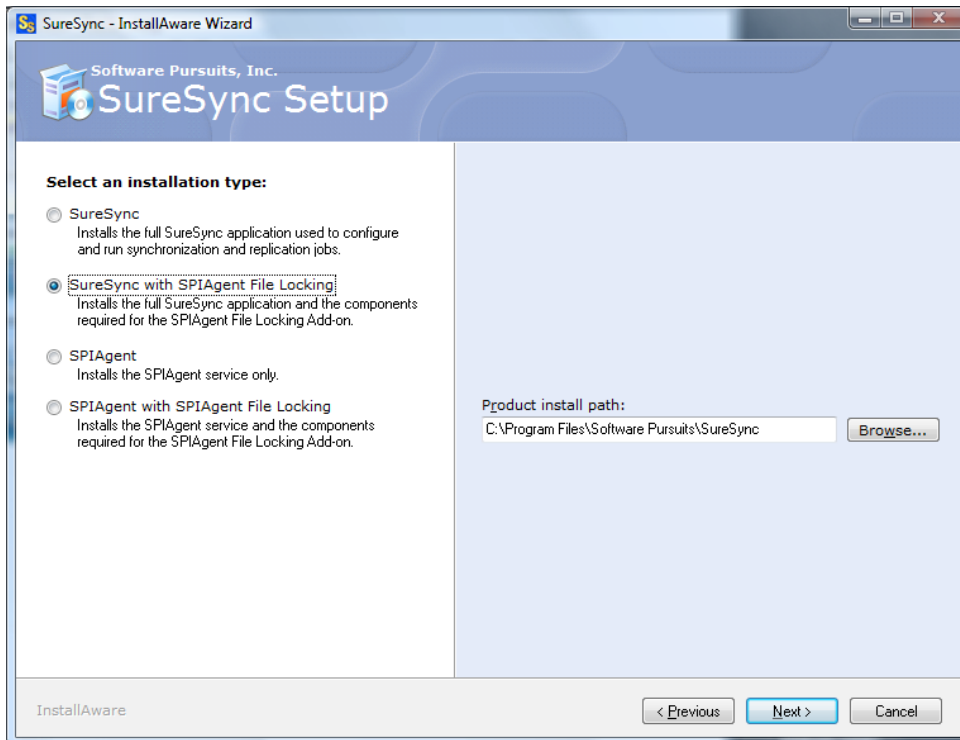 SureSync - InstallAware Wizard
Software Pursuits, Inc.
SureSync Setup
Select an installation type:
SureSync
Installs the full SureSync application used to configure
and run synchronization and replication jobs.
SureSync with SPIAgent File Locking
Installs the full SureSync application and the components
required for the SPIAgent File Locking Add-on.
SPIAgent
Installs the SPIAgent service only.
SPIAgent with SPIAgent File Locking
Installs the SPIAgent service and the components
required for the SPIAgent File Locking Add-on.
Product install path:
C:\Program Files\Software Pursuits\SureSync
Browse...
InstallAware
< Previous
Next >
Cancel